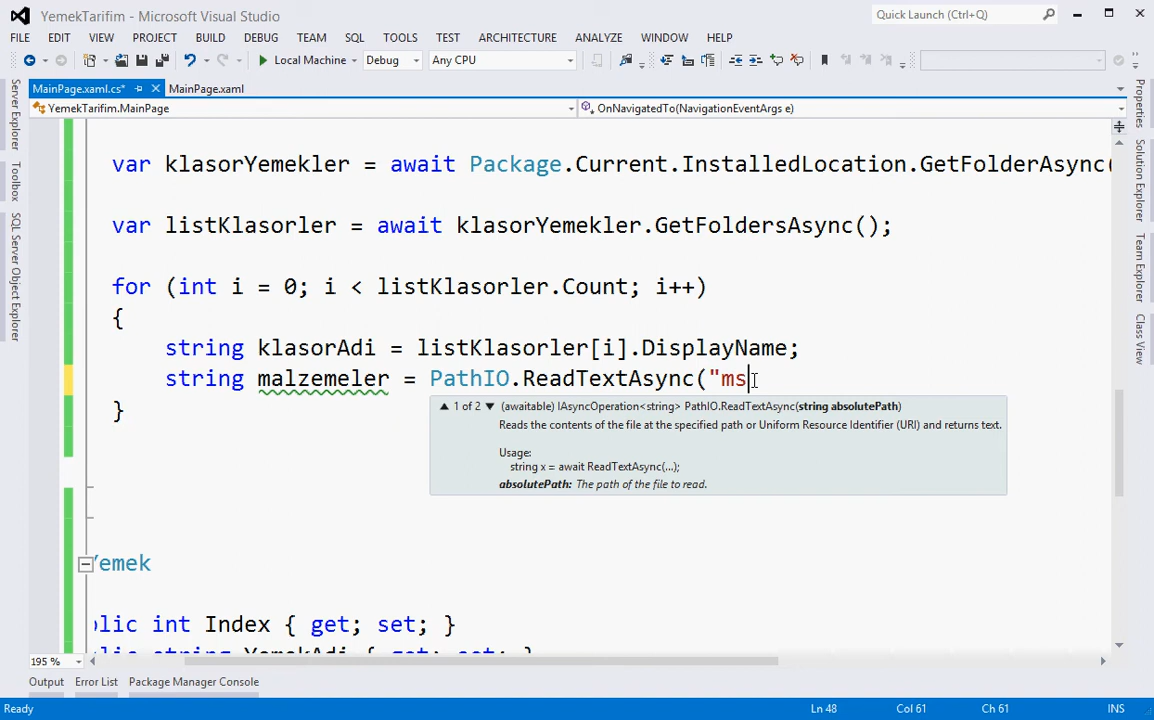 YemekTarifim - Microsoft Visual Studio
Quick Launch (Ctrl+Q)
FILE EDIT VIEW PROJECT BUILD DEBUG TEAM SQL TOOLS TEST ARCHITECTURE ANALYZE WINDOW HELP
Local Machine Debug Any CPU
MainPage.xaml.cs* MainPage.xaml
YemekTarifim.MainPage OnNavigatedTo(NavigationEventArgs e)
var klasorYemekler = await Package.Current.InstalledLocation.GetFolderAsync(
var listKlasorler = await klasorYemekler.GetFoldersAsync();
for (int i = 0; i < listKlasorler.Count; i++)
{
string klasorAdi = listKlasorler[i].DisplayName;
string malzemeler = PathIO.ReadTextAsync("ms
}
1 of 2 (awaitable) IAsyncOperation<string> PathIO.ReadTextAsync(string absolutePath)
Reads the contents of the file at the specified path or Uniform Resource Identifier (URI) and returns text.
Usage:
string x = await ReadTextAsync(...);
absolutePath: The path of the file to read.
Yemek
blic int Index { get; set; }
Server Explorer
Toolbox
SQL Server Object Explorer
Properties
Solution Explorer
Team Explorer
Class View
195 %
Output Error List Package Manager Console
Ready Ln 48 Col 61 Ch 61 INS